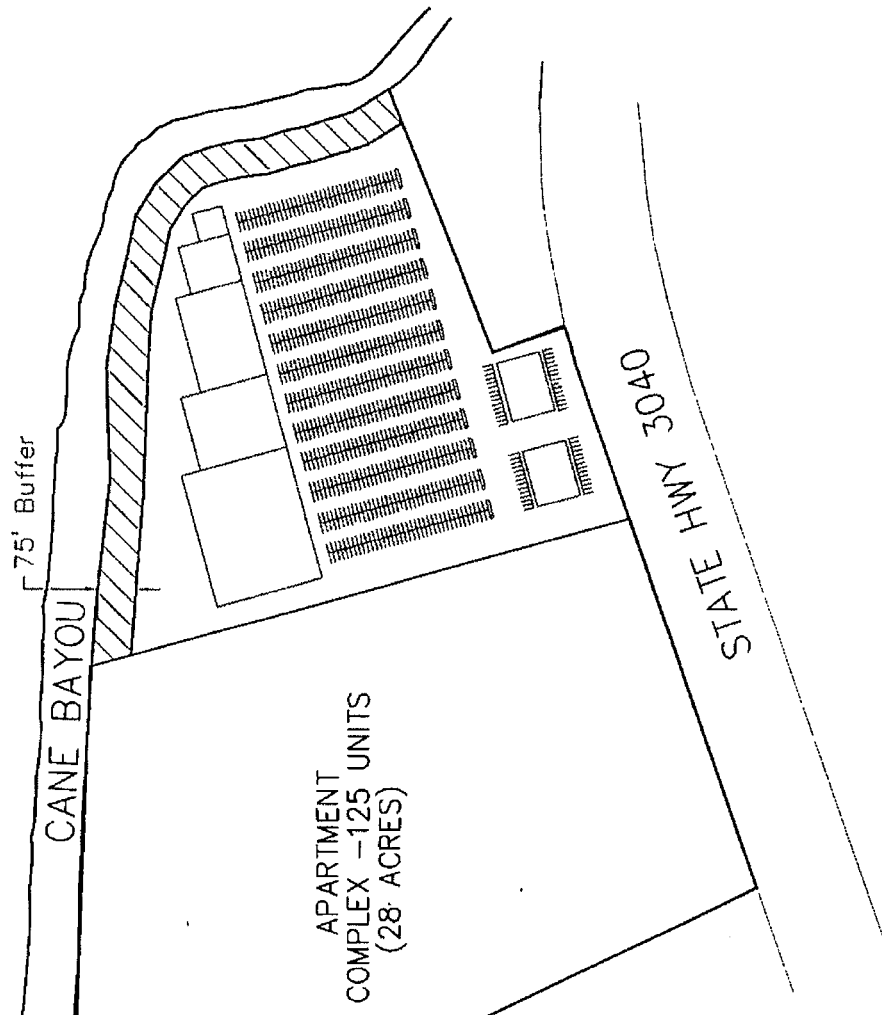 75' Buffer
CANE BAYOU
STATE HWY 3040
APARTMENT
COMPLEX -125 UNITS
(28 ACRES)